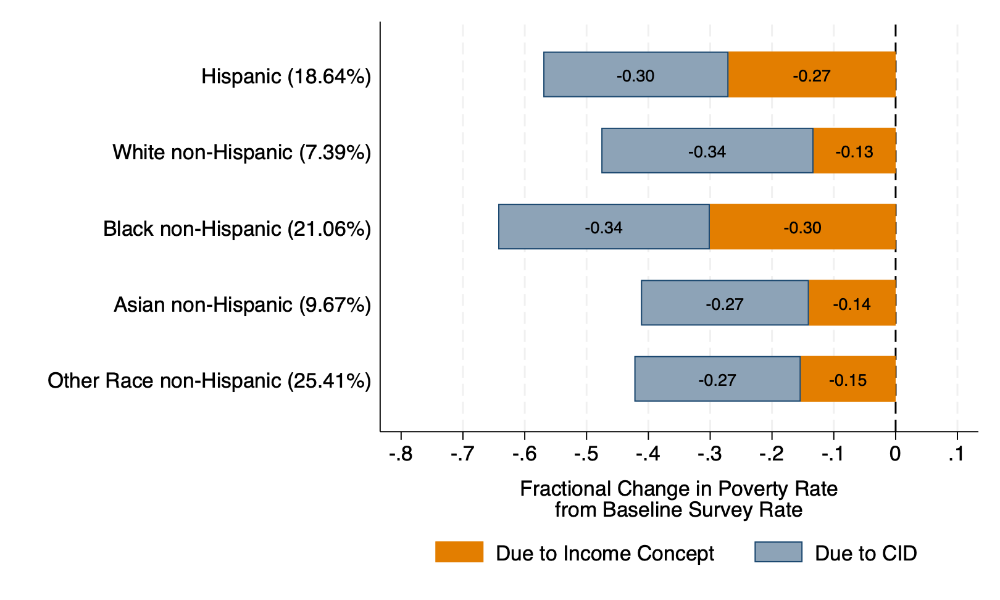 Hispanic (18.64%)
-0.30
-0.27
White non-Hispanic (7.39%)
-0.34
-0.13
Black non-Hispanic (21.06%)
-0.34
-0.30
Asian non-Hispanic (9.67%)
-0.27
-0.14
Other Race non-Hispanic (25.41%)
-0.27
-0.15
-.8 -.7 -.6 -.5 -.4 -.3 -.2 -.1 0 .1
Fractional Change in Poverty Rate
from Baseline Survey Rate
Due to Income Concept
Due to CID